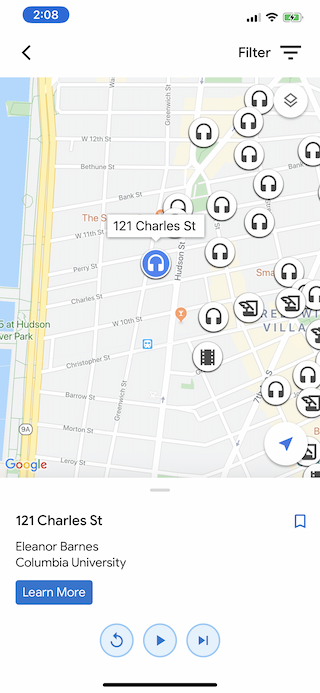 2:08
Filter
Greenwich St
W 12th St
Bethune St
Bank St
The S
121 Charles St
W 11th St
Hudson St
Perry St
Sma
Charles St
W 10th St
5 at Hudson
ver Park
VILLA
Christopher St
Barrow St
Greenwich St
9A
Morton St
Leroy St
Google
121 Charles St
Eleanor Barnes
Columbia University
Learn More